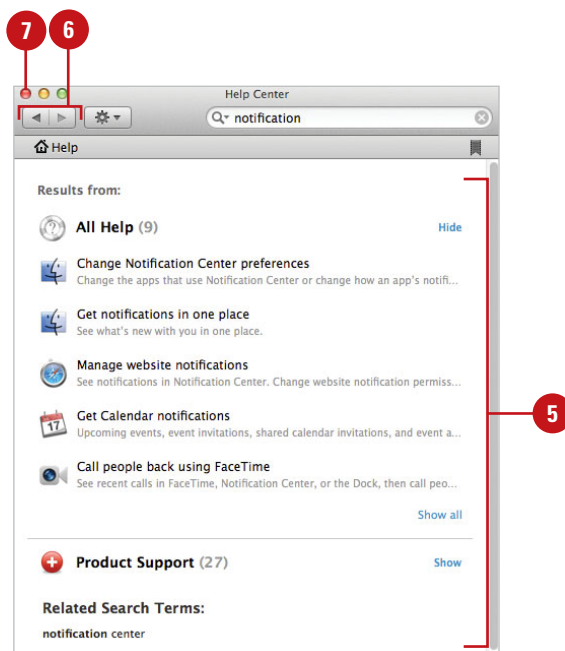 7 6
Help Center
notification
Help
Results from:
All Help (9) Hide
Change Notification Center preferences
Change the apps that use Notification Center or change how an app's notifi...
Get notifications in one place
See what's new with you in one place.
Manage website notifications
See notifications in Notification Center. Change website notification permiss...
17
Get Calendar notifications
Upcoming events, event invitations, shared calendar invitations, and event a...
5
Call people back using FaceTime
See recent calls in FaceTime, Notification Center, or the Dock, then call peo...
Show all
Product Support (27) Show
Related Search Terms:
notification center